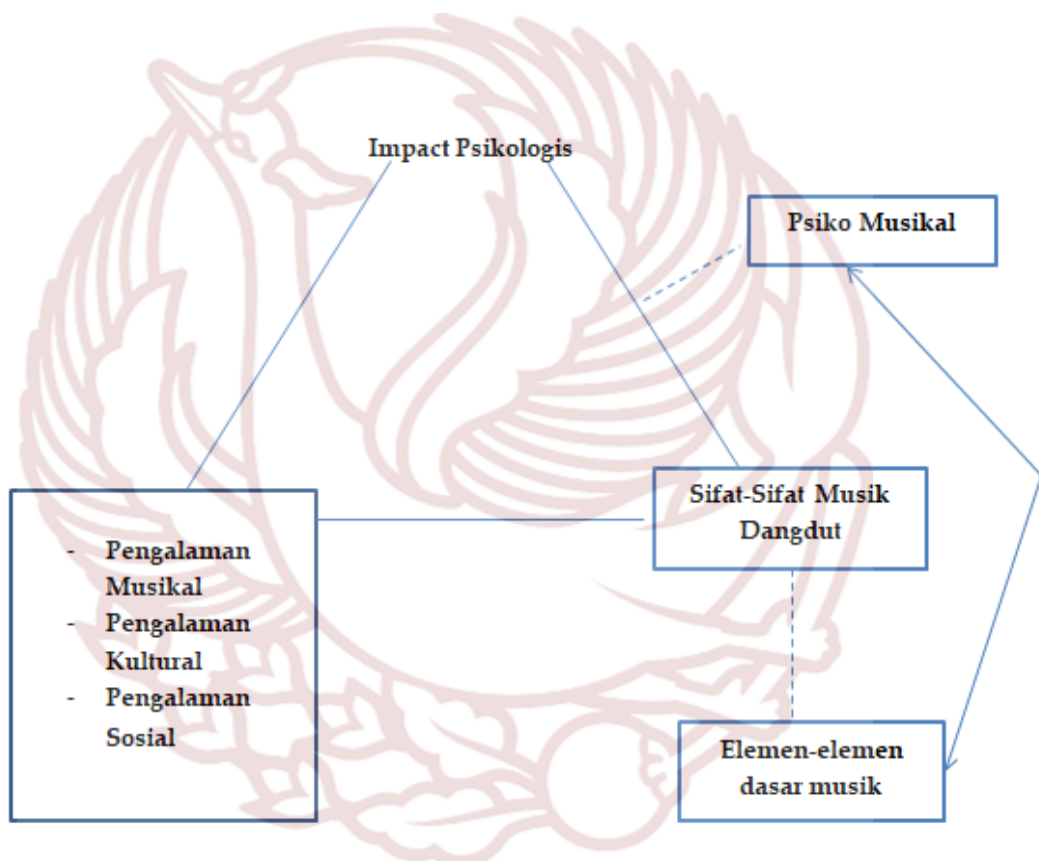 Impact Psikologis
Psiko Musikal
Sifat-Sifat Musik
Dangdut
- Pengalaman
Musikal
- Pengalaman
Kultural
- Pengalaman
Sosial
Elemen-elemen
dasar musik